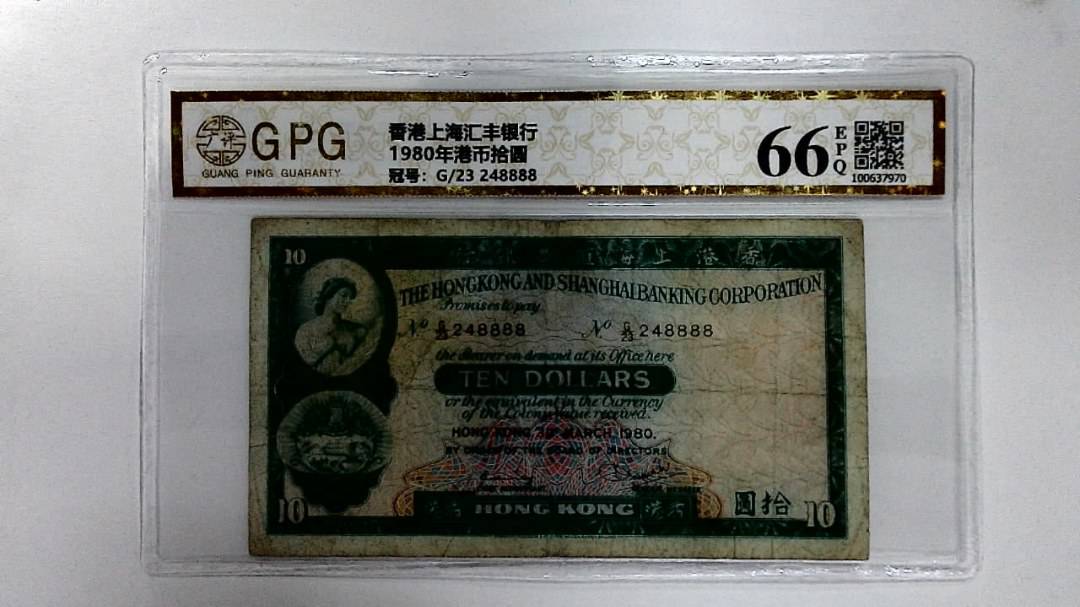 GPG
GUANG PING GUARANTY
香港上海汇丰银行
1980年港币拾圆
冠号：G/23 248888
66 EPQ
100637970
10
香港上海
THE HONGKONG AND SHANGHAI BANKING CORPORATION
Promises to pay
No G/23 248888 No G/23 248888
the Bearer on demand at its Office here
TEN DOLLARS
or the equivalent in the Currency
of the Colony value received.
HONG KONG MARCH 1980.
BY ORDER OF THE BOARD OF DIRECTORS
10 HONG KONG 拾圓 10